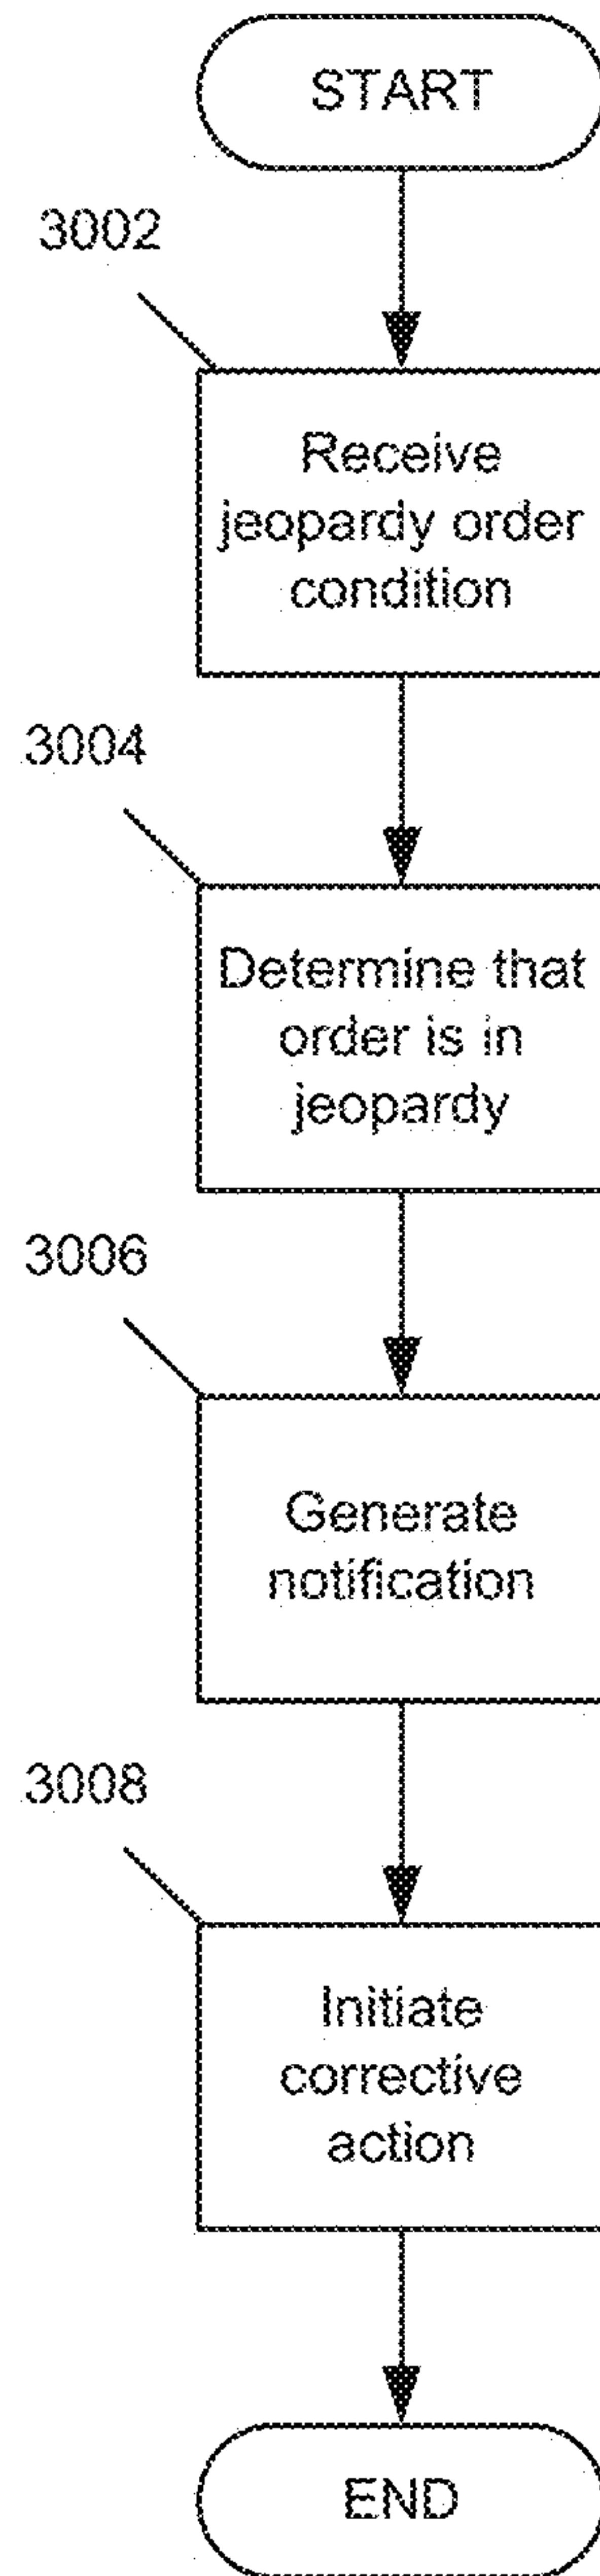 START
3002
Receive
jeopardy order
condition
3004
Determine that
order is in
jeopardy
3006
Generate
notification
3008
Initiate
corrective
action
END